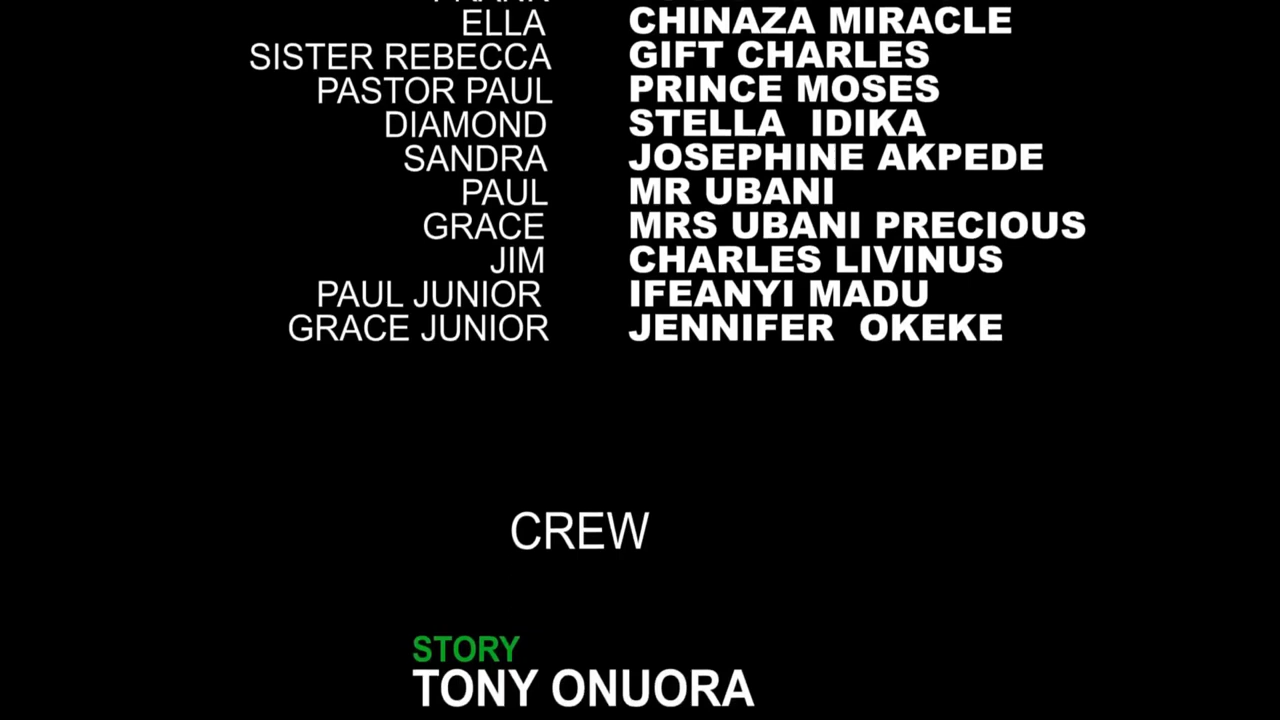 ELLA CHINAZA MIRACLE
SISTER REBECCA GIFT CHARLES
PASTOR PAUL PRINCE MOSES
DIAMOND STELLA IDIKA
SANDRA JOSEPHINE AKPEDE
PAUL MR UBANI
GRACE MRS UBANI PRECIOUS
JIM CHARLES LIVINUS
PAUL JUNIOR IFEANYI MADU
GRACE JUNIOR JENNIFER OKEKE
CREW
STORY
TONY ONUORA